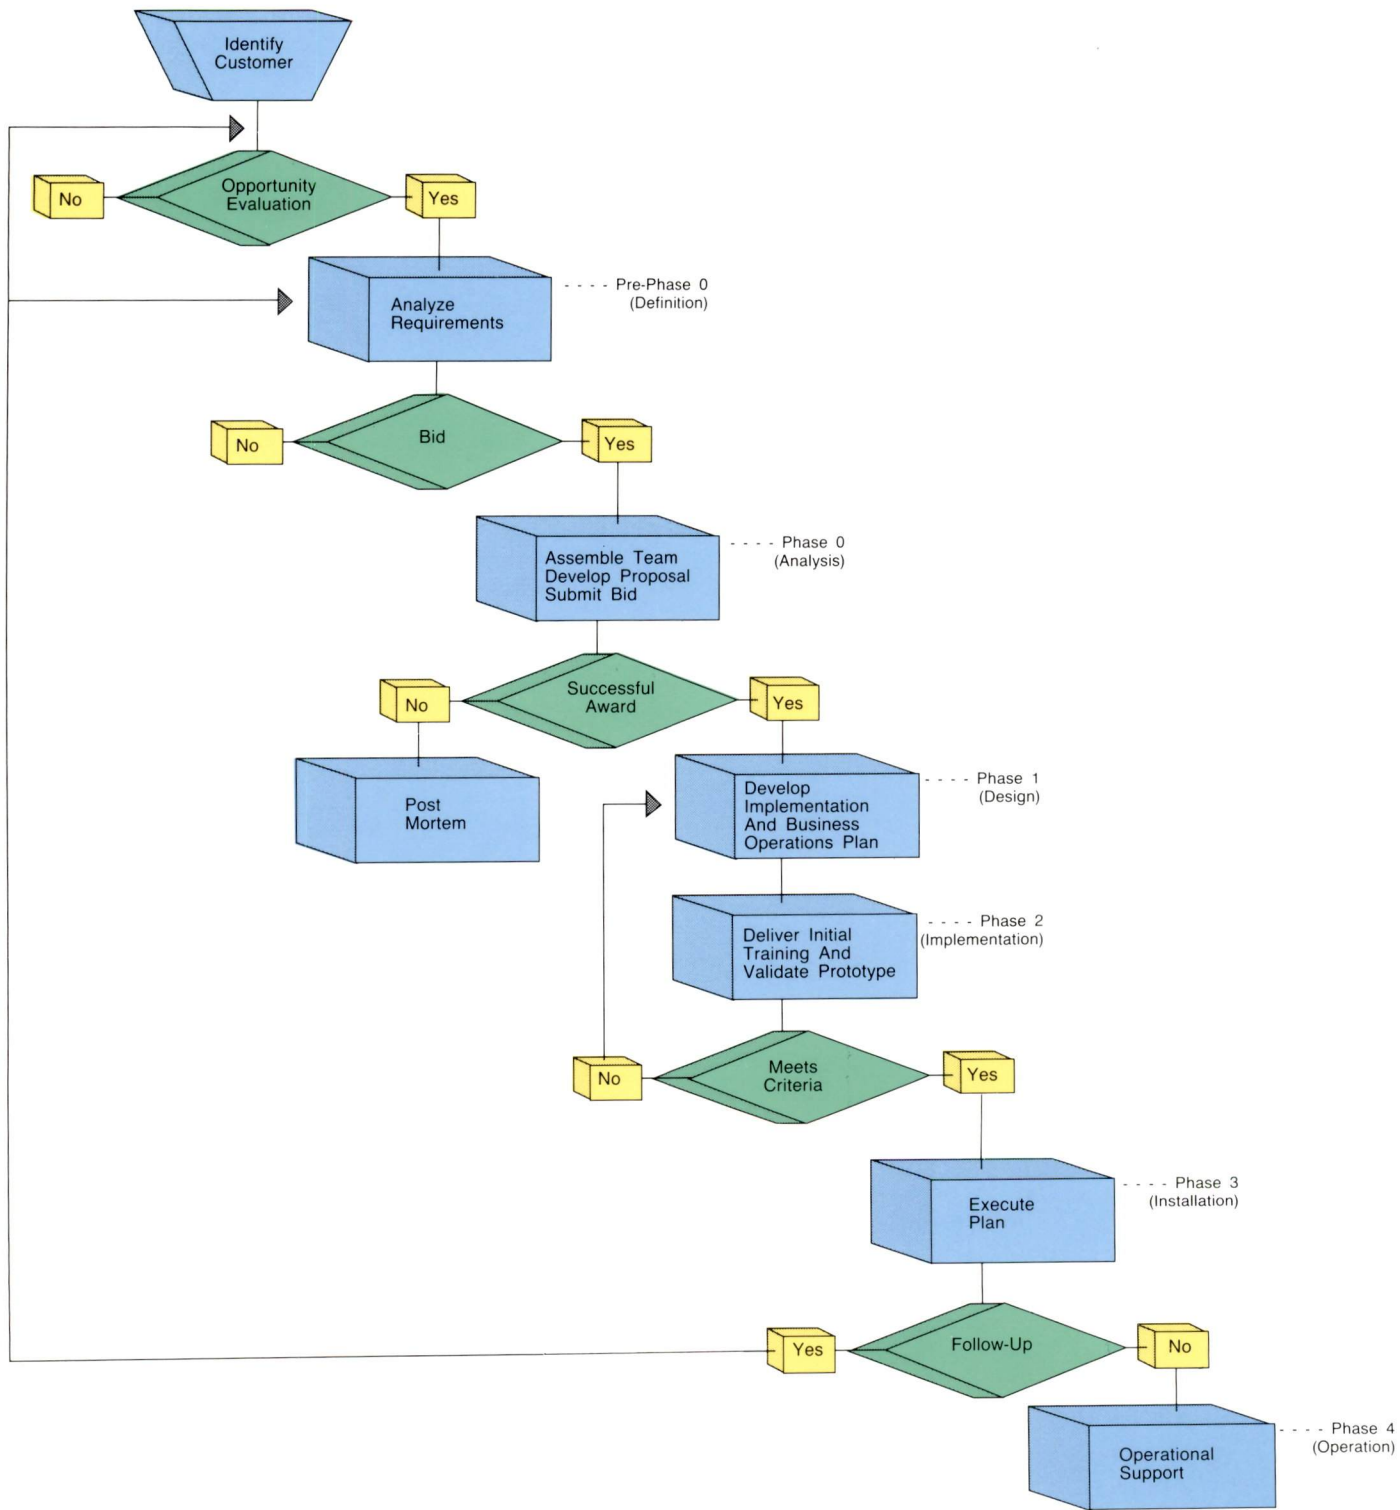 Identify
Customer
Opportunity
Evaluation
No
Yes
Analyze
Requirements
- - - - Pre-Phase 0
(Definition)
Bid
No
Yes
Assemble Team
Develop Proposal
Submit Bid
- - - - Phase 0
(Analysis)
Successful
Award
No
Yes
Post
Mortem
Develop
Implementation
And Business
Operations Plan
- - - - Phase 1
(Design)
Deliver Initial
Training And
Validate Prototype
- - - - Phase 2
(Implementation)
Meets
Criteria
No
Yes
Execute
Plan
- - - - Phase 3
(Installation)
Follow-Up
Yes
No
Operational
Support
- - - - Phase 4
(Operation)